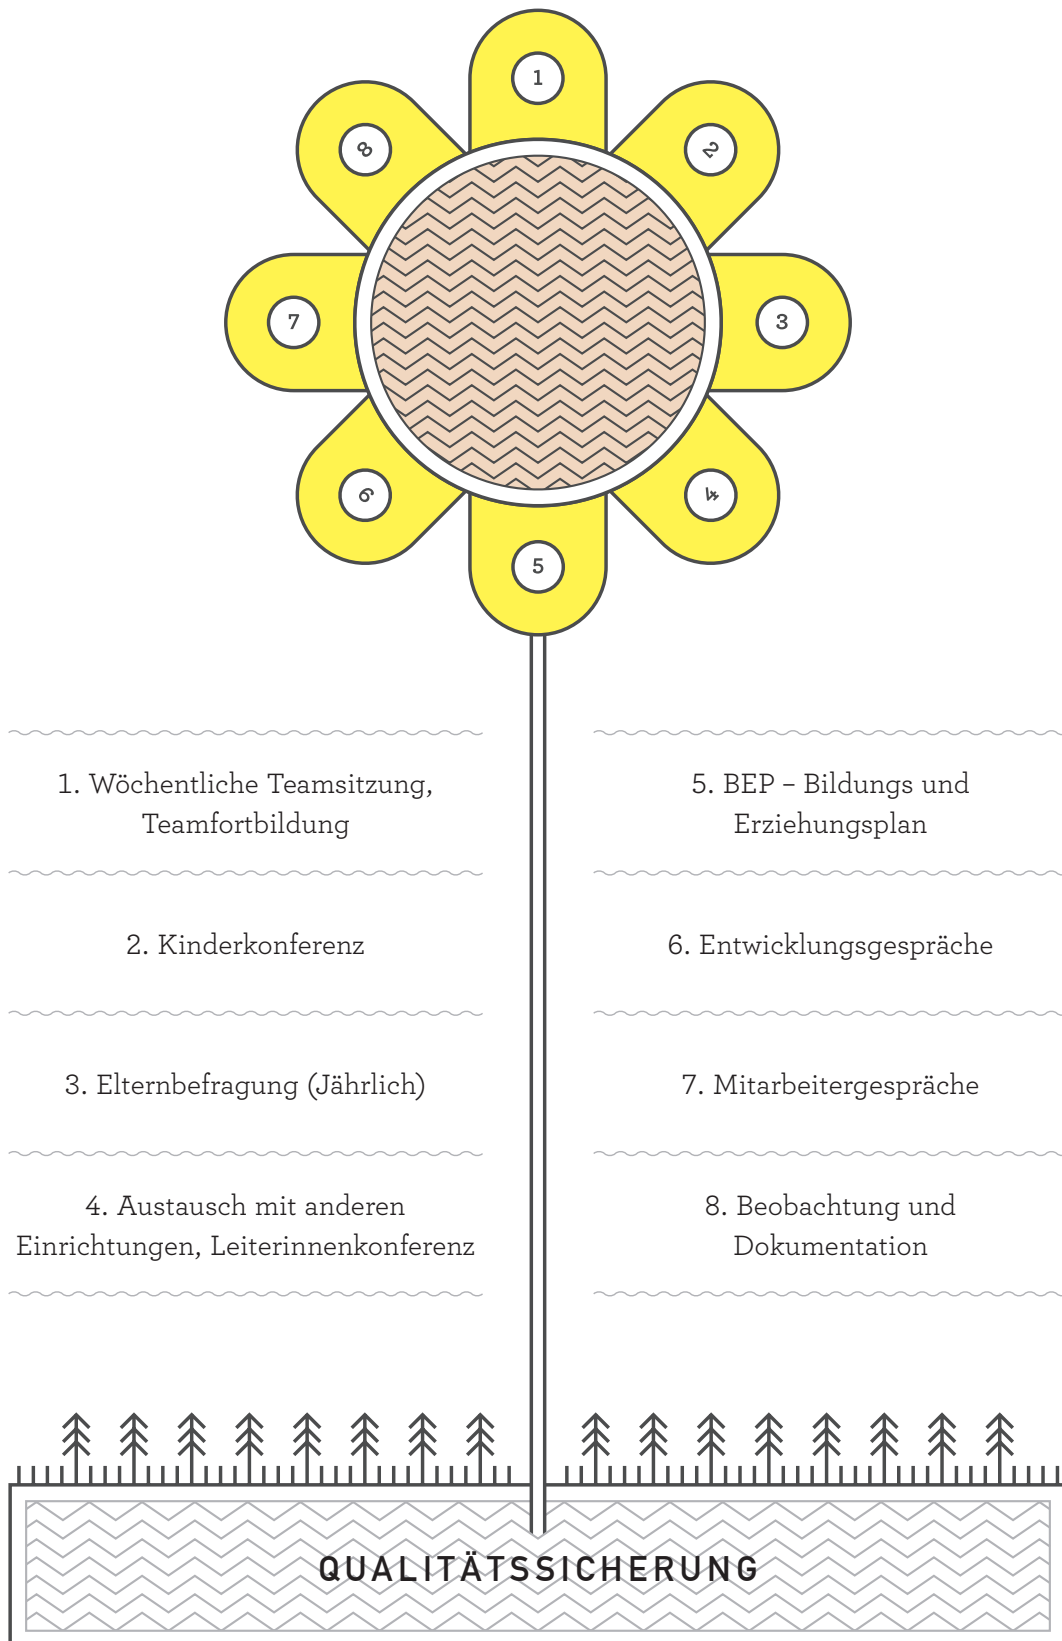 1
2
3
4
5
6
7
8
1. Wöchentliche Teamsitzung,
Teamfortbildung
2. Kinderkonferenz
3. Elternbefragung (Jährlich)
4. Austausch mit anderen
Einrichtungen, Leiterinnenkonferenz
5. BEP – Bildungs und
Erziehungsplan
6. Entwicklungsgespräche
7. Mitarbeitergespräche
8. Beobachtung und
Dokumentation
QUALITÄTSSICHERUNG